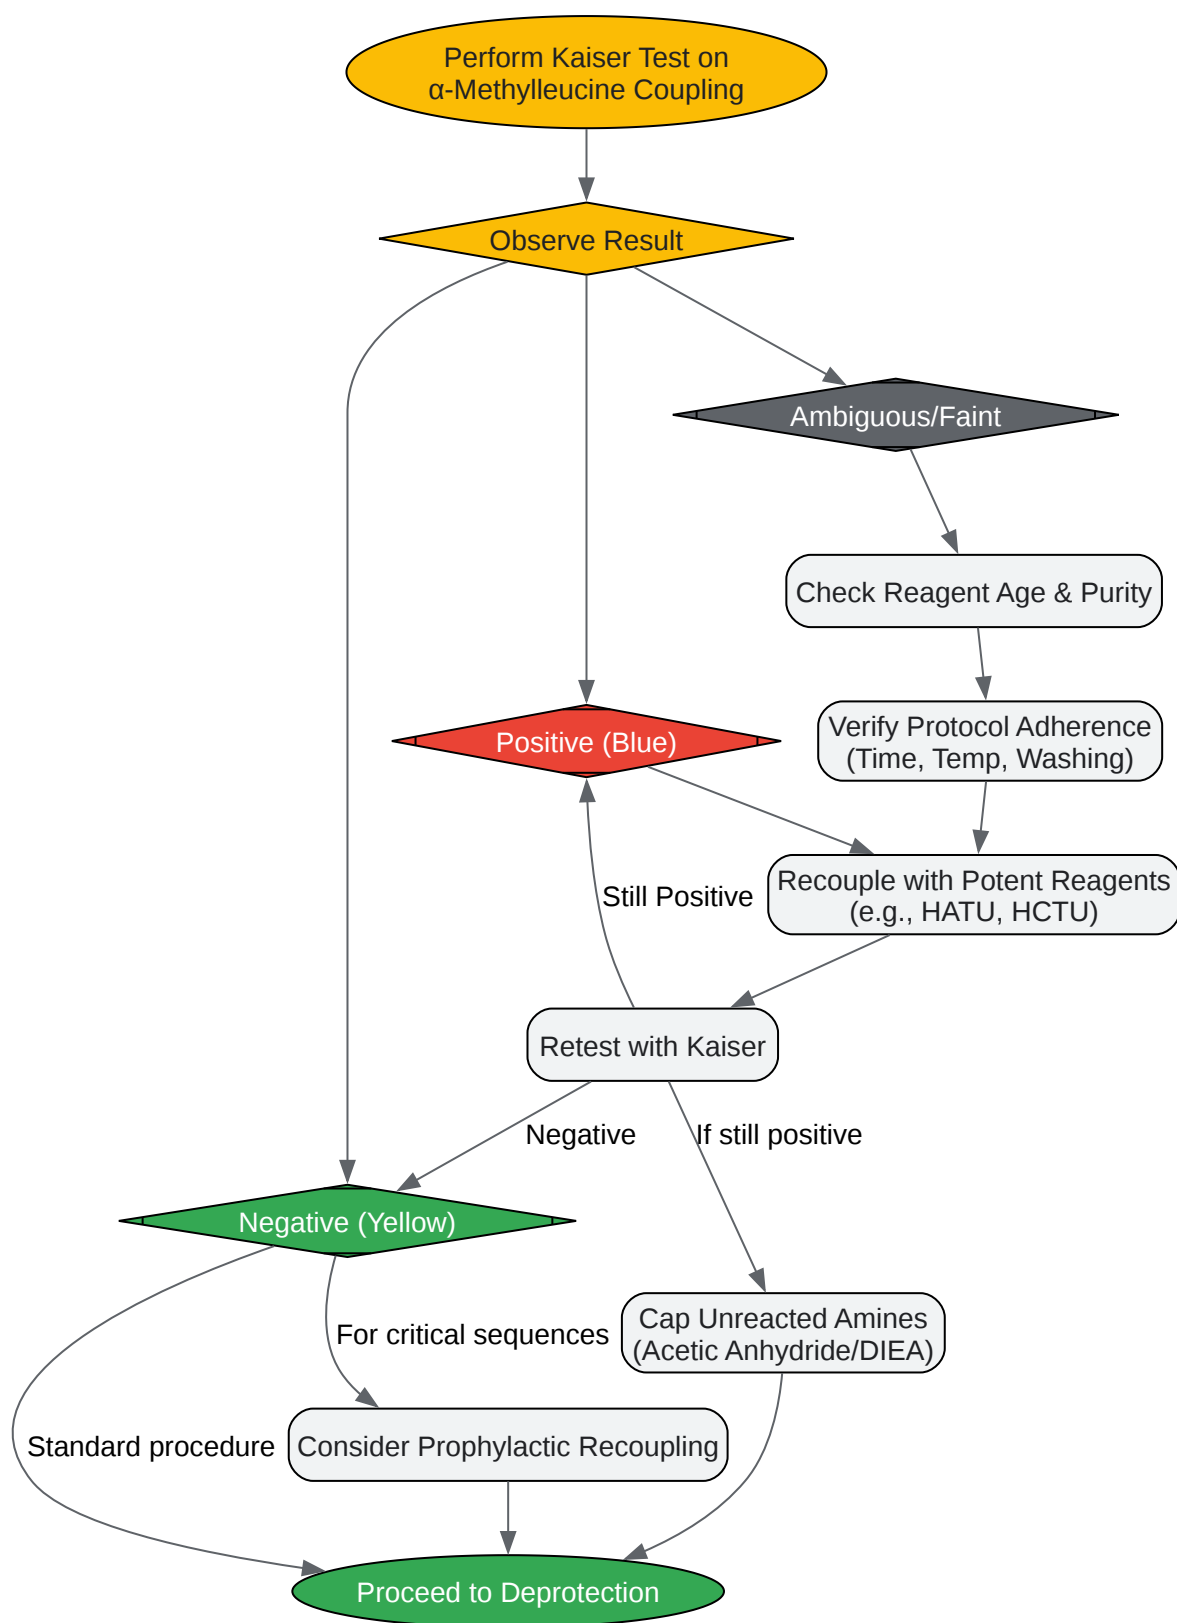 Perform Kaiser Test on
α-Methylleucine Coupling
Observe Result
Ambiguous/Faint
Check Reagent Age & Purity
Verify Protocol Adherence
(Time, Temp, Washing)
Positive (Blue)
Recouple with Potent Reagents
(e.g., HATU, HCTU)
Still Positive
Retest with Kaiser
Negative
If still positive
Negative (Yellow)
Cap Unreacted Amines
(Acetic Anhydride/DIEA)
For critical sequences
Standard procedure
Consider Prophylactic Recoupling
Proceed to Deprotection